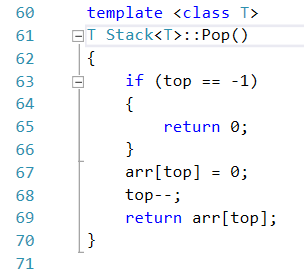 60 template <class T>
61 T Stack<T>::Pop()
62 {
63     if (top == -1)
64     {
65         return 0;
66     }
67     arr[top] = 0;
68     top--;
69     return arr[top];
70 }
71